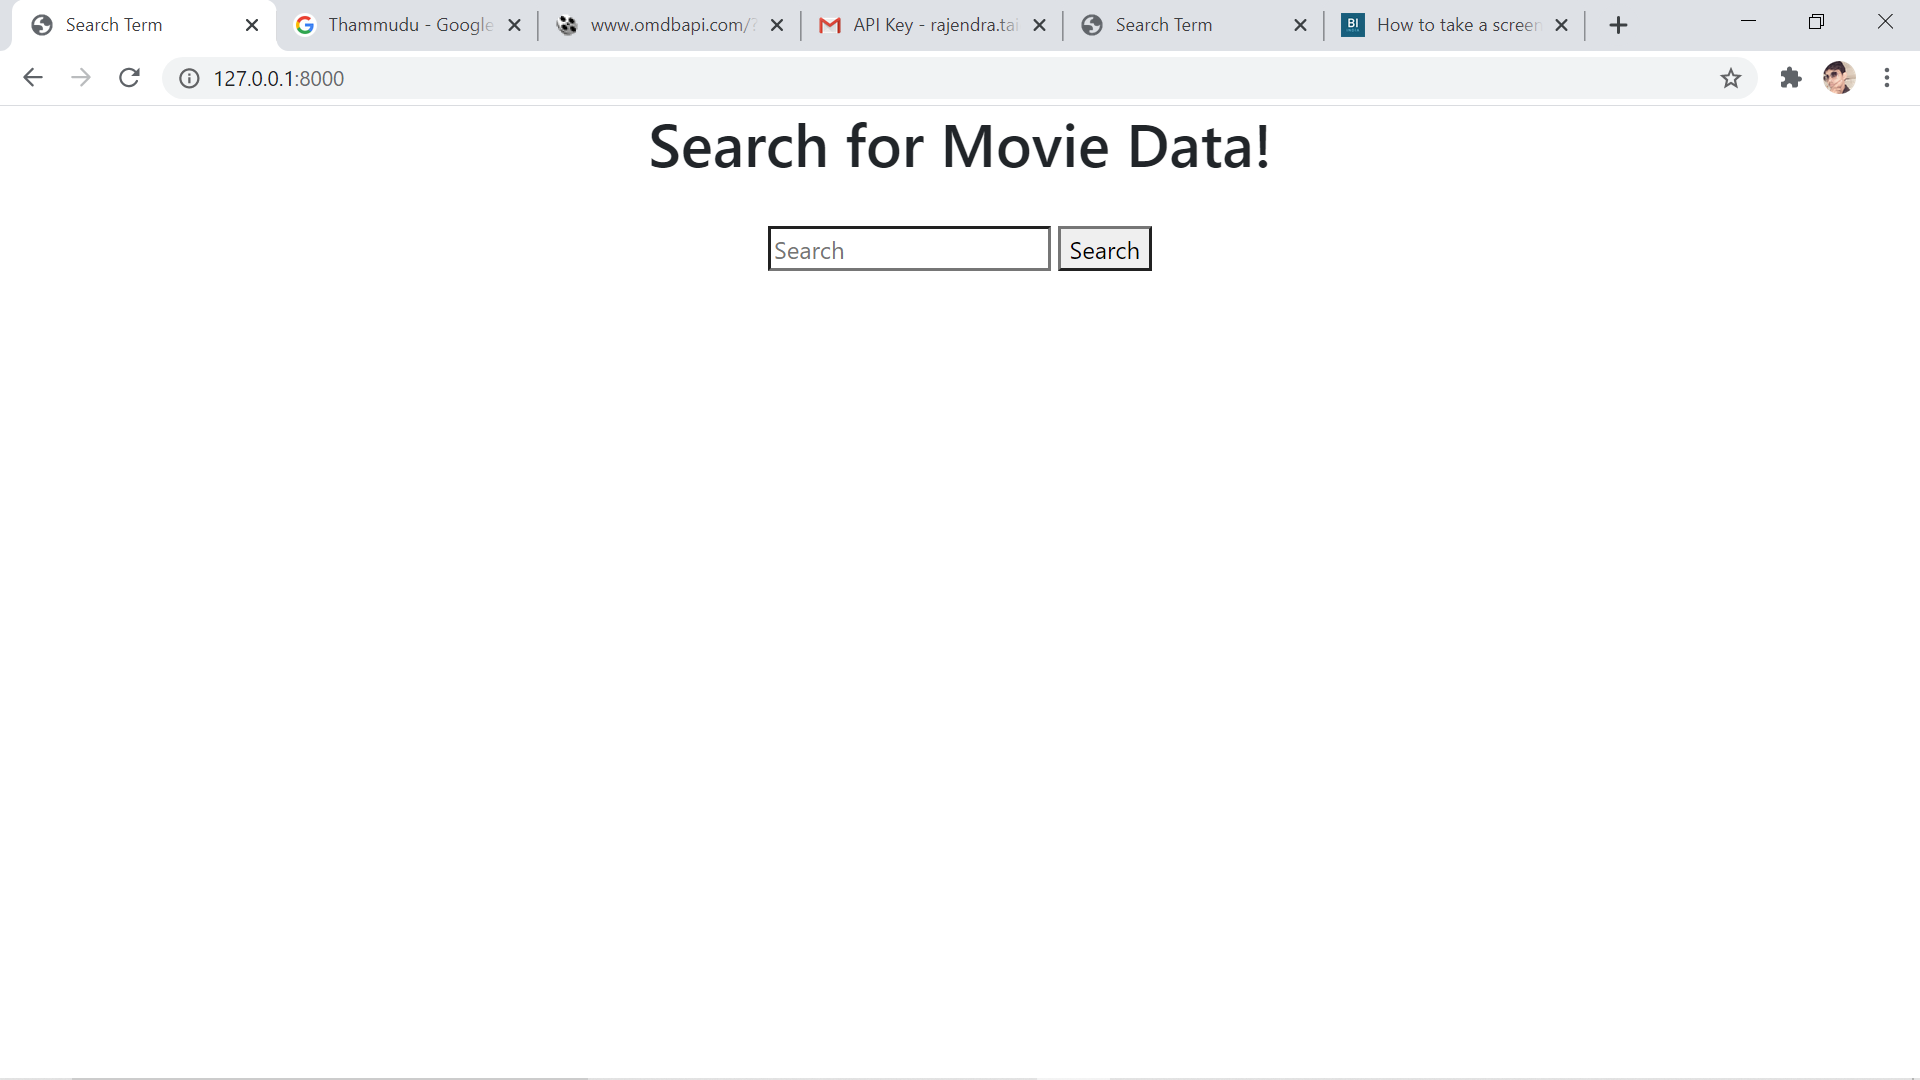 Search Term
Thammudu - Google
www.omdbapi.com/?
API Key - rajendra.tai
Search Term
BI
How to take a screen
127.0.0.1:8000
Search for Movie Data!
Search
Search